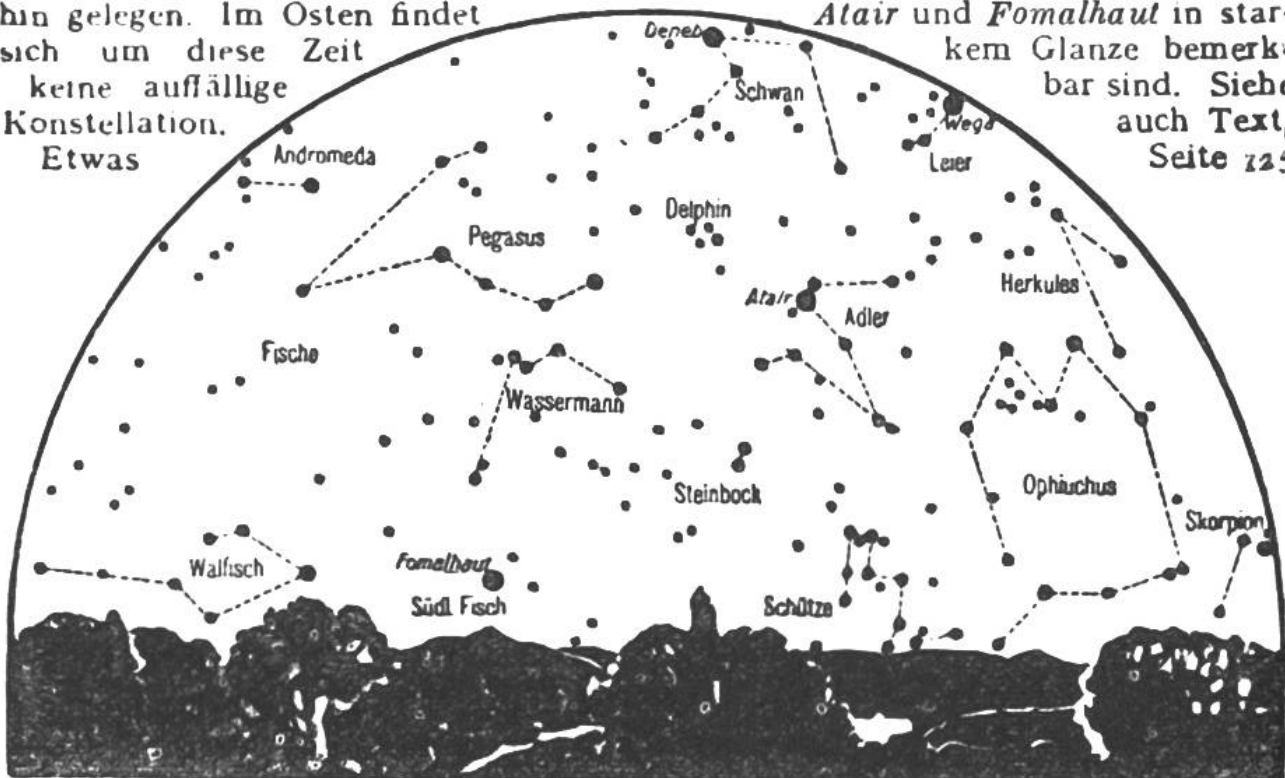 hin gelegen. Im Osten findet
sich um diese Zeit
keine auffällige
Konstellation.
Etwas
Atair und Fomalhaut in star-
kem Glanze bemerk-
bar sind. Siehe
auch Text,
Seite
Deneb
Schwan
Wega
Leier
Andromeda
Pegasus
Delphin
Herkules
Atair
Adler
Fische
Wassermann
Steinbock
Ophiuchus
Skorpion
Walfisch
Fomalhaut
Südl. Fisch
Schütze